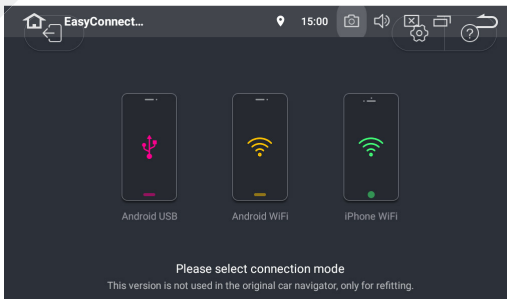 EasyConnect... 15:00
?
Android USB Android WiFi iPhone WiFi
Please select connection mode
This version is not used in the original car navigator, only for refitting.